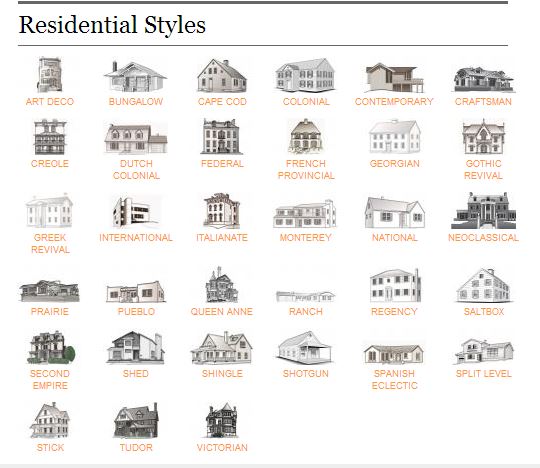 Residential Styles
ART DECO
BUNGALOW
CAPE COD
COLONIAL
CONTEMPORARY
CRAFTSMAN
CREOLE
DUTCH
COLONIAL
FEDERAL
FRENCH
PROVINCIAL
GEORGIAN
GOTHIC
REVIVAL
GREEK
REVIVAL
INTERNATIONAL
ITALIANATE
MONTEREY
NATIONAL
NEOCLASSICAL
PRAIRIE
PUEBLO
QUEEN ANNE
RANCH
REGENCY
SALTBOX
SECOND
EMPIRE
SHED
SHINGLE
SHOTGUN
SPANISH
ECLECTIC
SPLIT LEVEL
STICK
TUDOR
VICTORIAN